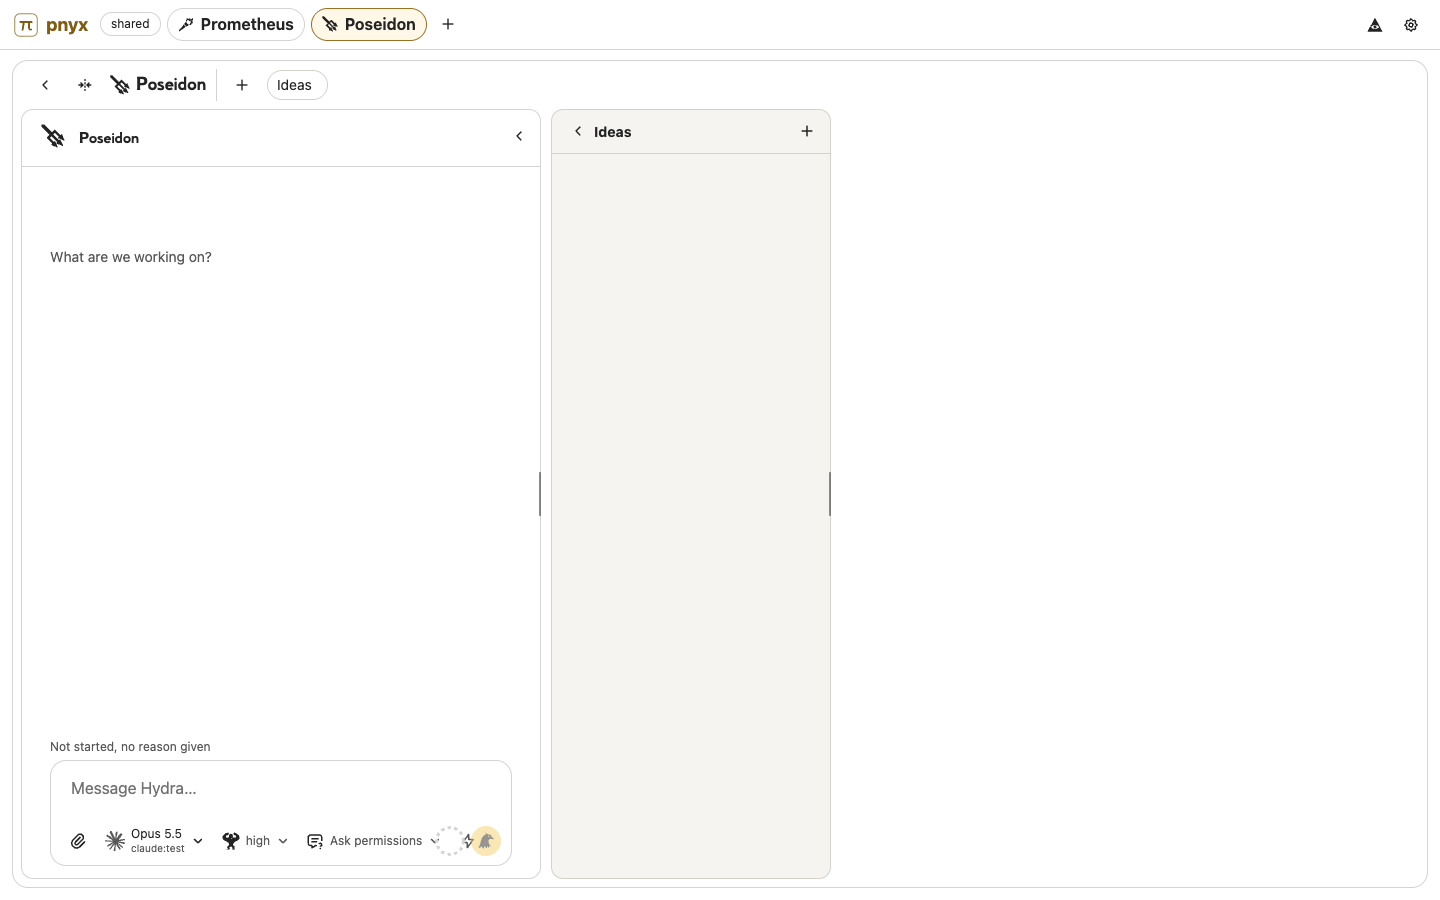 π pnyx
shared
Prometheus
Poseidon
Poseidon
Ideas
Poseidon
Ideas
What are we working on?
Not started, no reason given
Message Hydra...
Opus 5.5
claude:test
high
Ask permissions